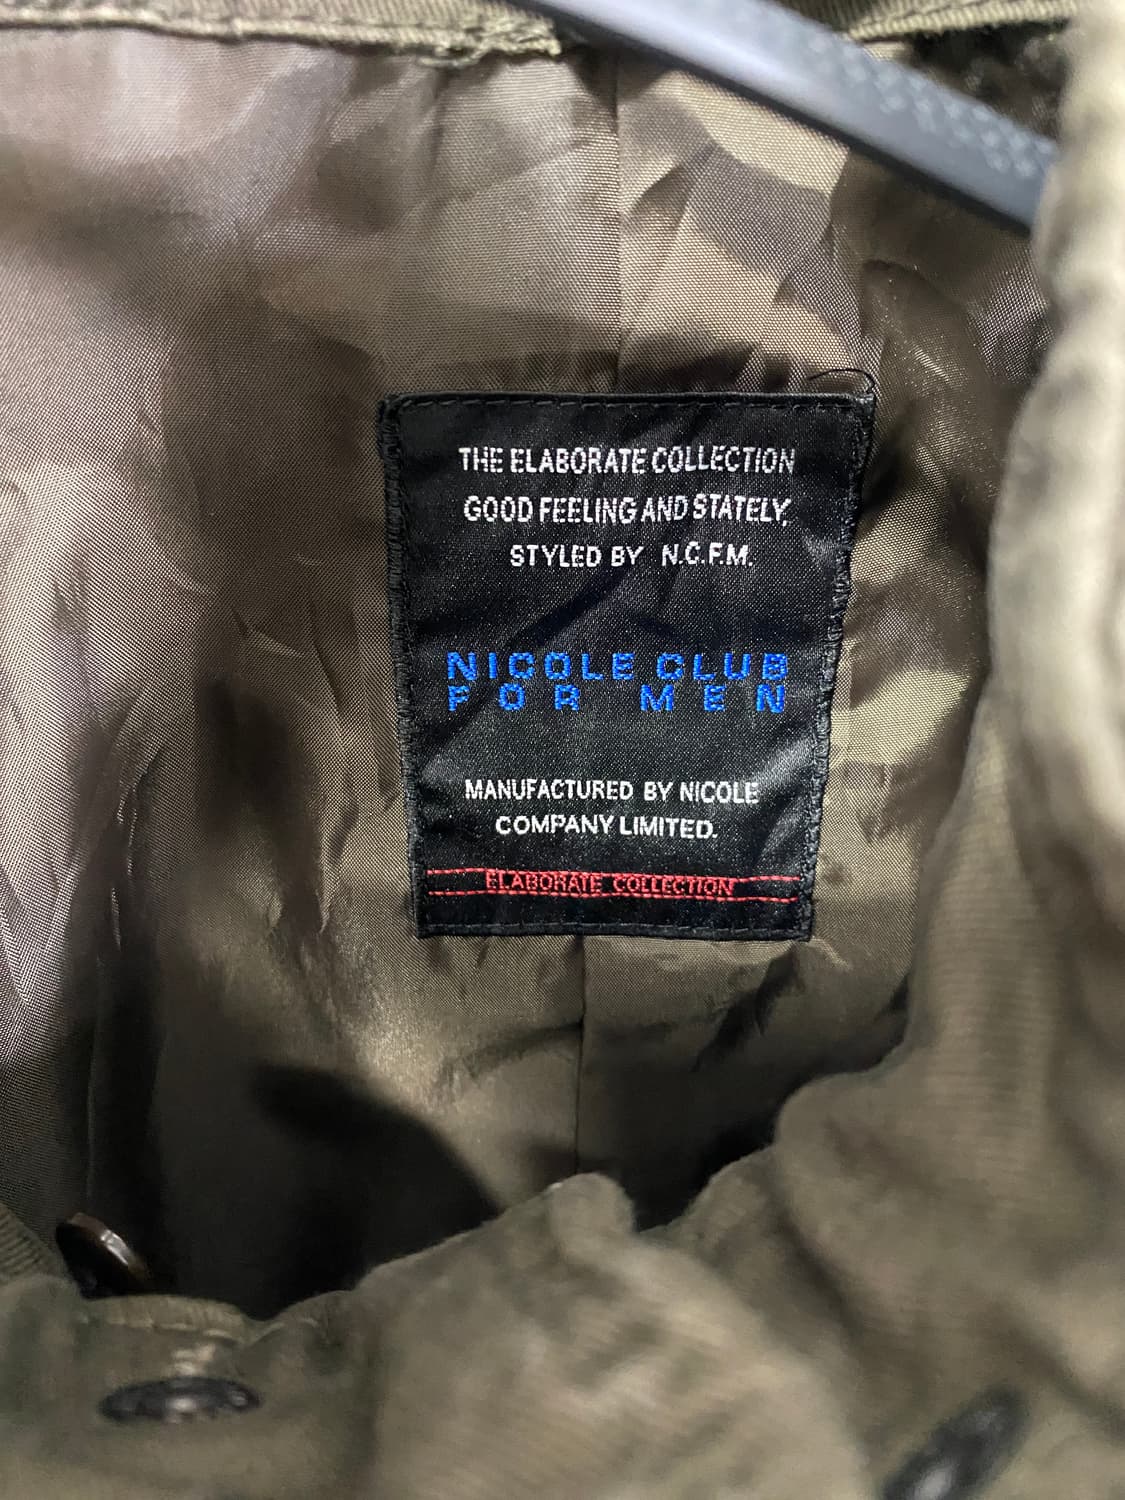 THE ELABORATE COLLECTION
GOOD FEELING AND STATELY,
STYLED BY N.C.F.M.
NICOLE CLUB
FOR MEN
MANUFACTURED BY NICOLE
COMPANY LIMITED.
ELABORATE COLLECTION